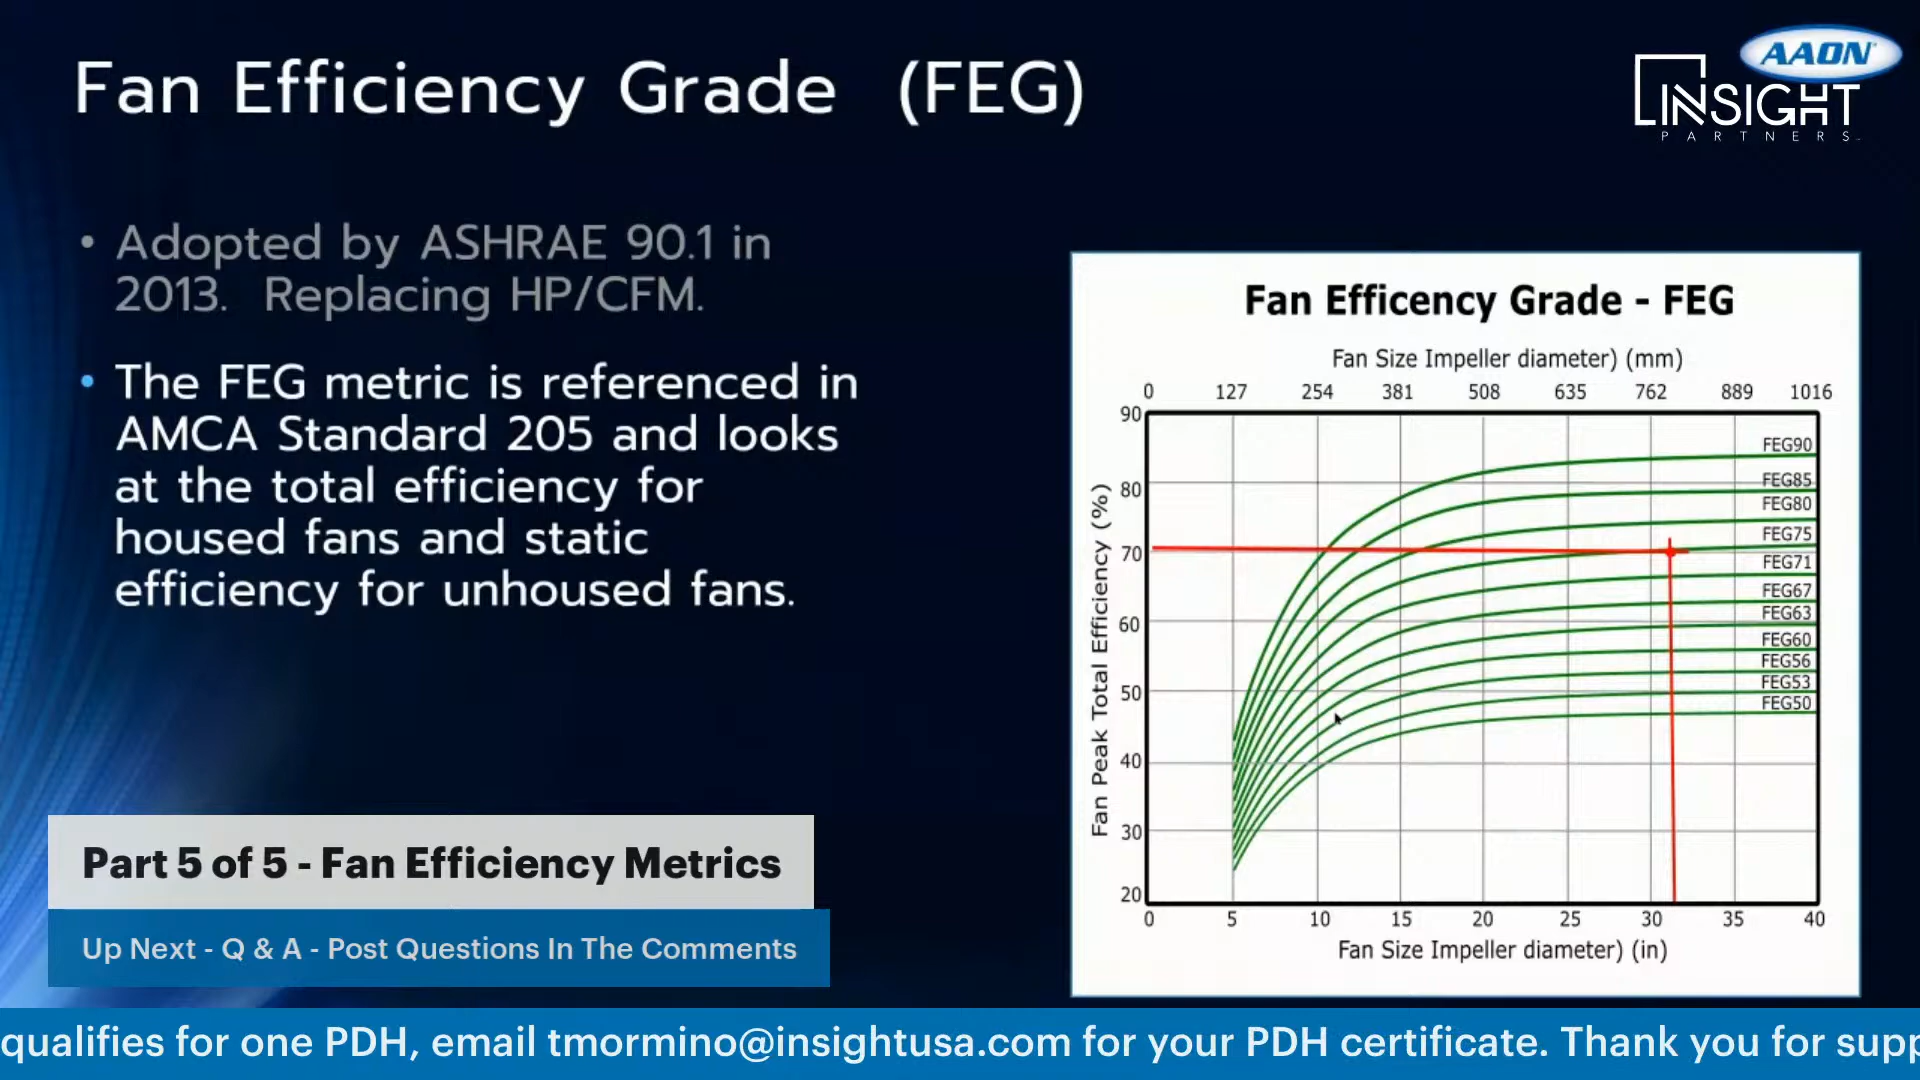 Fan Efficiency Grade (FEG)
AAON
INSIGHT
PARTNERS
• Adopted by ASHRAE 90.1 in
2013. Replacing HP/CFM.
• The FEG metric is referenced in
AMCA Standard 205 and looks
at the total efficiency for
housed fans and static
efficiency for unhoused fans.
Fan Efficency Grade - FEG
Fan Size Impeller diameter) (mm)
0 127 254 381 508 635 762 889 1016
90
80
70
60
50
40
30
20
Fan Peak Total Efficiency (%)
FEG90
FEG85
FEG80
FEG75
FEG71
FEG67
FEG63
FEG60
FEG56
FEG53
FEG50
0 5 10 15 20 25 30 35 40
Fan Size Impeller diameter) (in)
Part 5 of 5 - Fan Efficiency Metrics
Up Next - Q & A - Post Questions In The Comments
qualifies for one PDH, email tmormino@insightusa.com for your PDH certificate. Thank you for supp